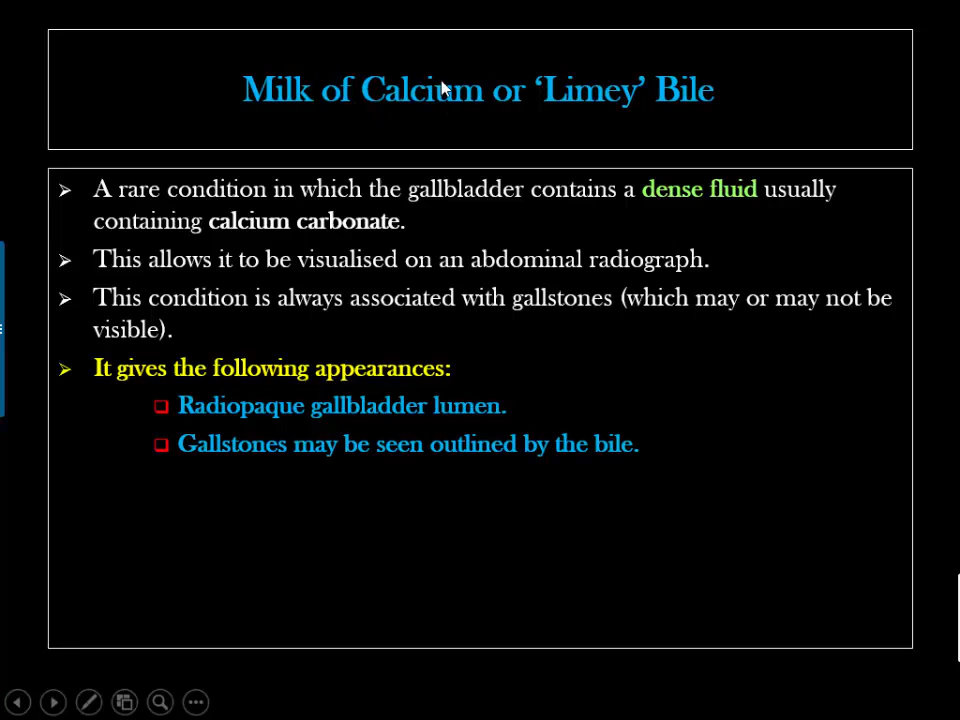 Milk of Calcium or ‘Limey’ Bile
A rare condition in which the gallbladder contains a dense fluid usually
containing calcium carbonate.
This allows it to be visualised on an abdominal radiograph.
This condition is always associated with gallstones (which may or may not be
visible).
It gives the following appearances:
Radiopaque gallbladder lumen.
Gallstones may be seen outlined by the bile.